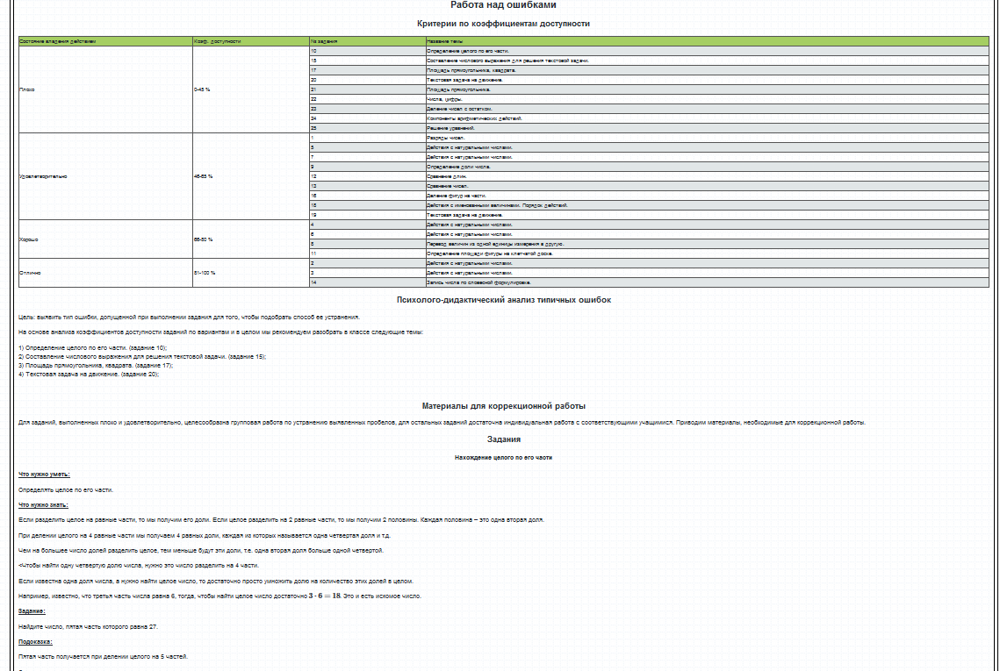 Работа над ошибками
Критерии по коэффициентам доступности
Состояние владения действием Коэф. доступности № задания Название темы
Плохо 0-45 %
10 Определение целого по его части.
15 Составление числового выражения для решения текстовой задачи.
17 Площадь прямоугольника, квадрата.
20 Текстовая задача на движение.
21 Площадь прямоугольника.
22 Числа, цифры.
23 Деление чисел с остатком.
24 Компоненты арифметических действий.
25 Решение уравнений.
Удовлетворительно 46-65 %
1 Разряды чисел.
5 Действия с натуральными числами.
7 Действия с натуральными числами.
9 Определение доли числа.
12 Сравнение длин.
13 Сравнение чисел.
16 Деление фигур на части.
18 Действия с именованными величинами. Порядок действий.
19 Текстовая задача на движение.
Хорошо 66-80 %
4 Действия с натуральными числами.
6 Действия с натуральными числами.
8 Перевод величин из одной единицы измерения в другую.
11 Определение площади фигуры на клетчатой доске.
Отлично 81-100 %
2 Действия с натуральными числами.
3 Действия с натуральными числами.
14 Запись числа по словесной формулировке.
Психолого-дидактический анализ типичных ошибок
Цель: выявить тип ошибки, допущенной при выполнении задания для того, чтобы подобрать способ ее устранения.
На основе анализа коэффициентов доступности заданий по вариантам и в целом мы рекомендуем разобрать в классе следующие темы:
1) Определение целого по его части. (задание 10);
2) Составление числового выражения для решения текстовой задачи. (задание 15);
3) Площадь прямоугольника, квадрата. (задание 17);
4) Текстовая задача на движение. (задание 20);
Материалы для коррекционной работы
Для заданий, выполненных плохо и удовлетворительно, целесообразна групповая работа по устранению выявленных пробелов, для остальных заданий достаточна индивидуальная работа с соответствующими учащимися. Приводим материалы, необходимые для коррекционной работы.
Задания
Нахождение целого по его части
Что нужно уметь:
Определять целое по его части.
Что нужно знать:
Если разделить целое на равные части, то мы получим его доли. Если целое разделить на 2 равные части, то мы получим 2 половины. Каждая половина – это одна вторая доля.
При делении целого на 4 равные части мы получаем 4 равных доли, каждая из которых называется одна четвертая доля и т.д.
Чем на большее число долей разделить целое, тем меньше будут эти доли, т.е. одна вторая доля больше одной четвертой.
<Чтобы найти одну четвертую долю числа, нужно это число разделить на 4 части.
Если известна одна доля числа, а нужно найти целое число, то достаточно просто умножить долю на количество этих долей в целом.
Например, известно, что третья часть числа равна 6, тогда, чтобы найти целое число достаточно 3 · 6 = 18. Это и есть искомое число.
Задание:
Найдите число, пятая часть которого равна 27.
Подсказка:
Пятая часть получается при делении целого на 5 частей.